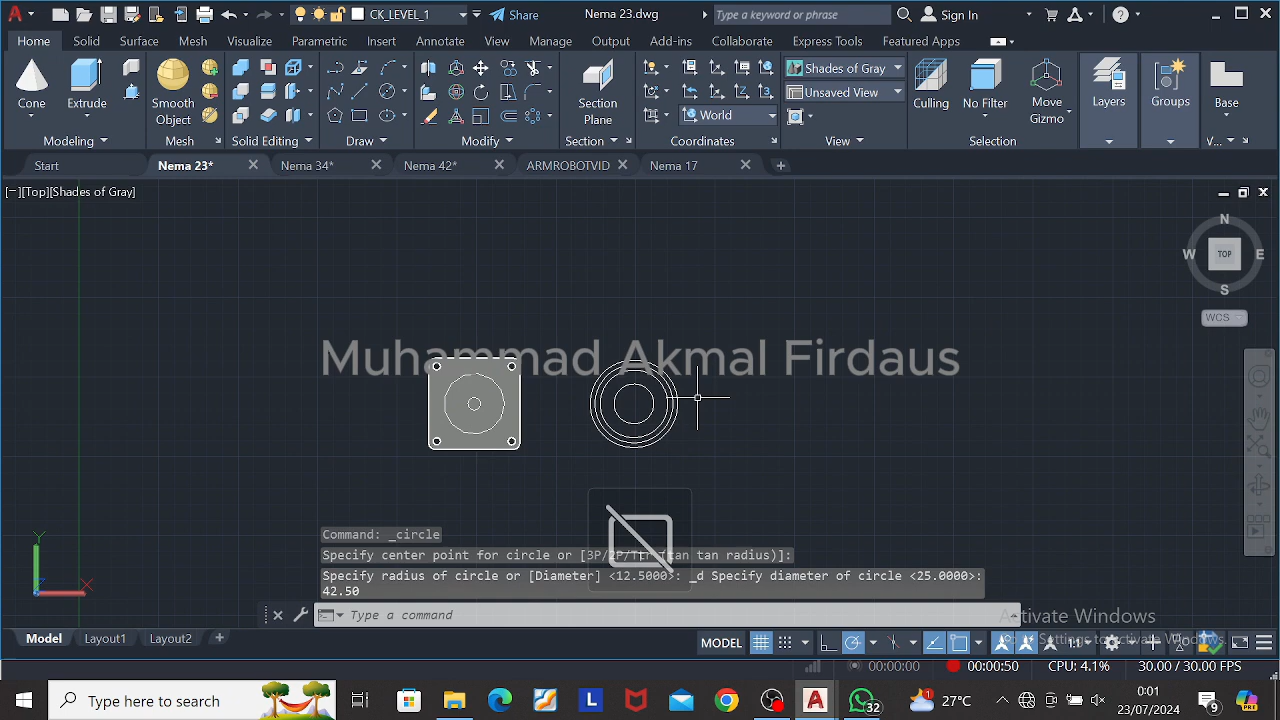 CK_LEVEL_1
Share
Nema 23.dwg
Type a keyword or phrase
Sign In
Home Solid Surface Mesh Visualize Parametric Insert Annotate View Manage Output Add-ins Collaborate Express Tools Featured Apps
Cone
Extrude
Smooth Object
Section Plane
World
Shades of Gray
Unsaved View
Culling
No Filter
Move Gizmo
Layers
Groups
Base
Modeling Mesh Solid Editing Draw Modify Section Coordinates View Selection V...
Start Nema 23* Nema 34* Nema 42* ARMROBOTVID Nema 17
[−][Top][Shades of Gray]
N
W TOP E
S
WCS
Muhammad Akmal Firdaus
Y
X
Command: _circle
Specify center point for circle or [3P/2P/Ttr (tan tan radius)]:
Specify radius of circle or [Diameter] <12.5000>: _d Specify diameter of circle <25.0000>:
42.50
Type a command
Activate Windows
Settings to activate Windows.
Model Layout1 Layout2
MODEL
1:1
00:00:00 00:00:50 CPU: 4.1% 30.00 / 30.00 FPS
Type here to search
L
32
1
27°C
0:01
23/07/2024
9